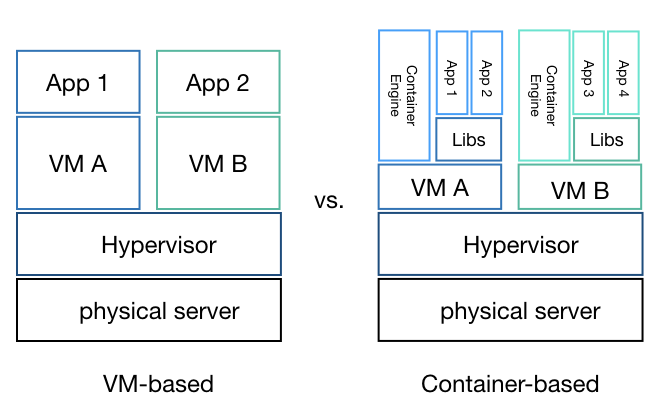 App 1
App 2
VM A
VM B
Hypervisor
physical server
VM-based
vs.
Container
Engine
App 1
App 2
Libs
Container
Engine
App 3
App 4
Libs
VM A
VM B
Hypervisor
physical server
Container-based